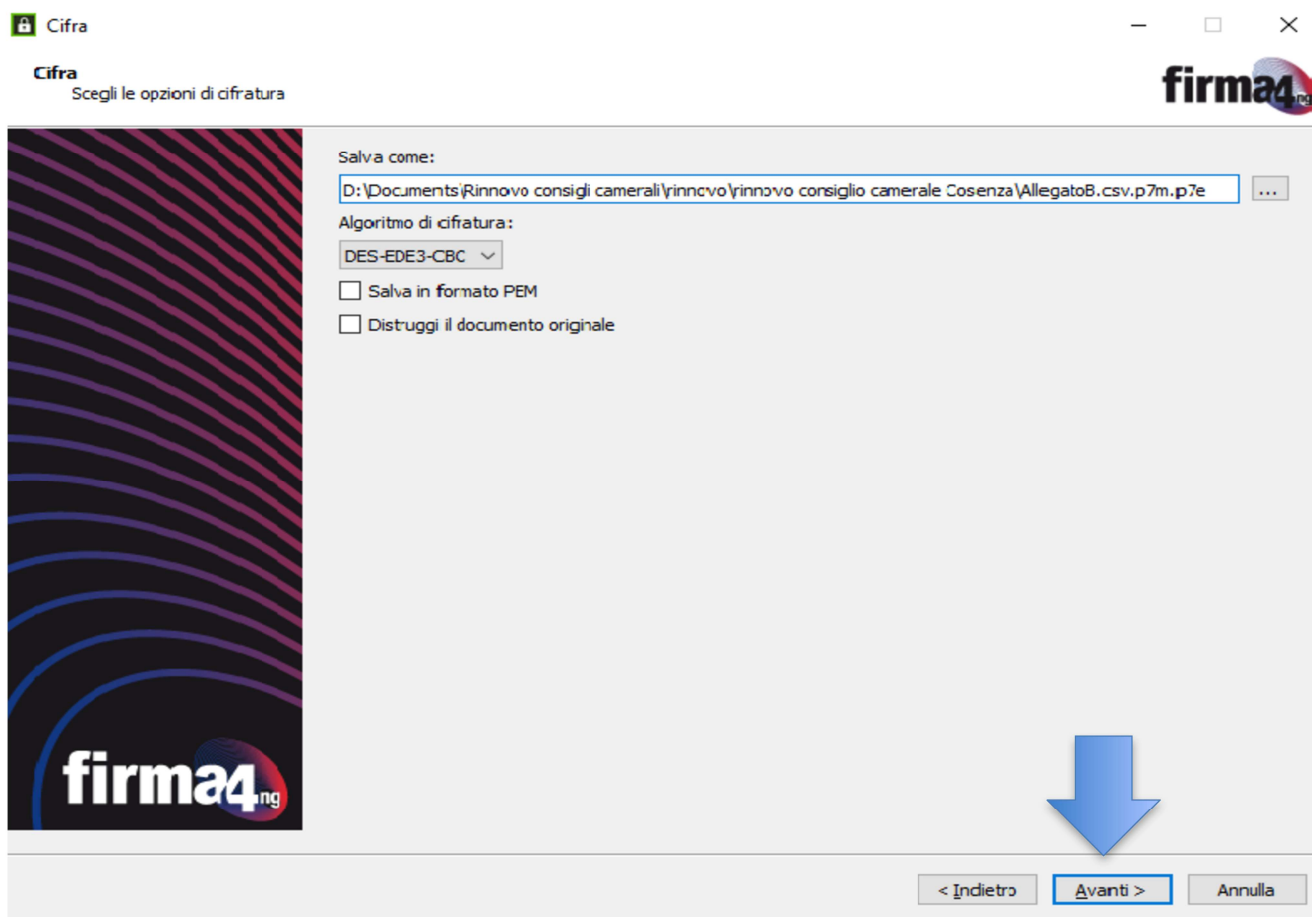 Cifra
Cifra
Scegli le opzioni di cifratura
firma4ng
Salva come:
D:\Documents\Rinnovo consigli camerali\rinnovo\rinnovo consiglio camerale Cosenza\AllegatoB.csv.p7m.p7e
...
Algoritmo di cifratura:
DES-EDE3-CBC
Salva in formato PEM
Distruggi il documento originale
firma4ng
< Indietro
Avanti >
Annulla